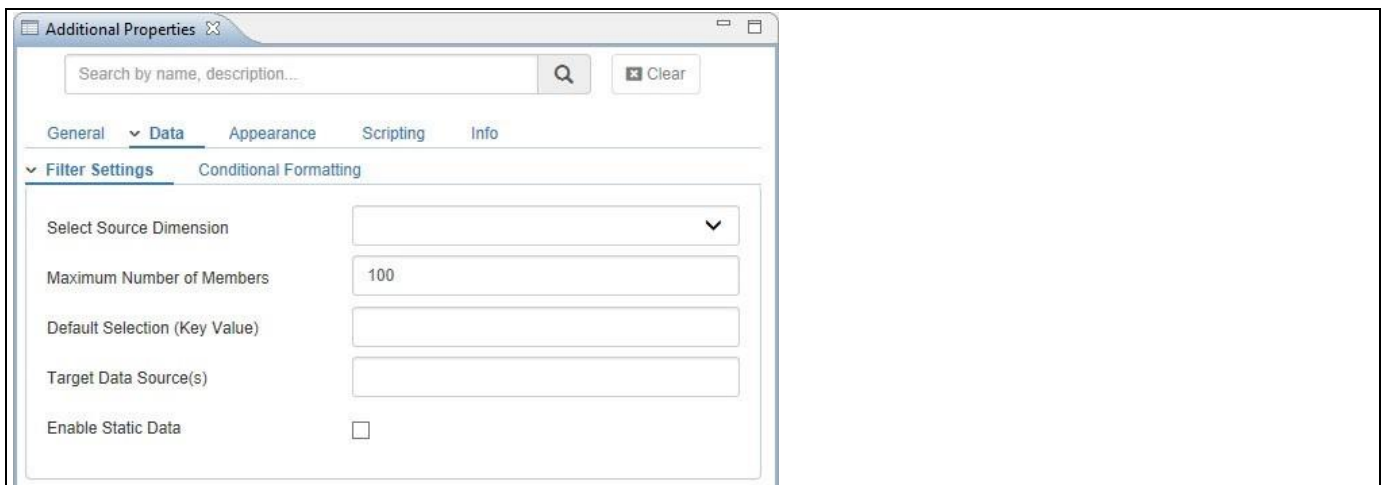 Additional Properties
Search by name, description...
Clear
General Data Appearance Scripting Info
Filter Settings Conditional Formatting
Select Source Dimension
Maximum Number of Members 100
Default Selection (Key Value)
Target Data Source(s)
Enable Static Data